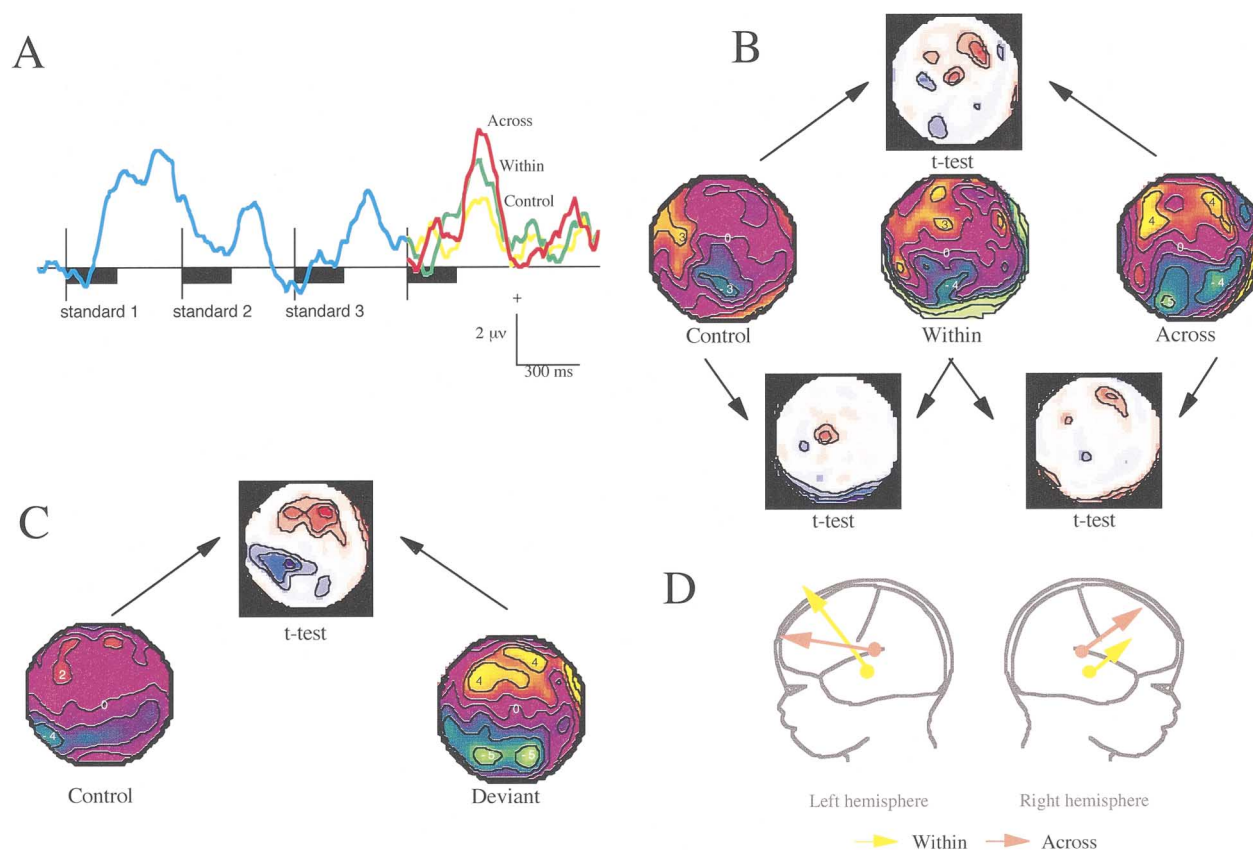 A
Across
Within
Control
standard 1
standard 2
standard 3
+
2 μv
300 ms
B
t-test
3
0
- 3
Control
3
0
- 4
Within
4
4
0
- 4
Across
t-test
t-test
C
t-test
2
0
- 4
Control
4
4
0
Deviant
D
Left hemisphere
Right hemisphere
Within
Across